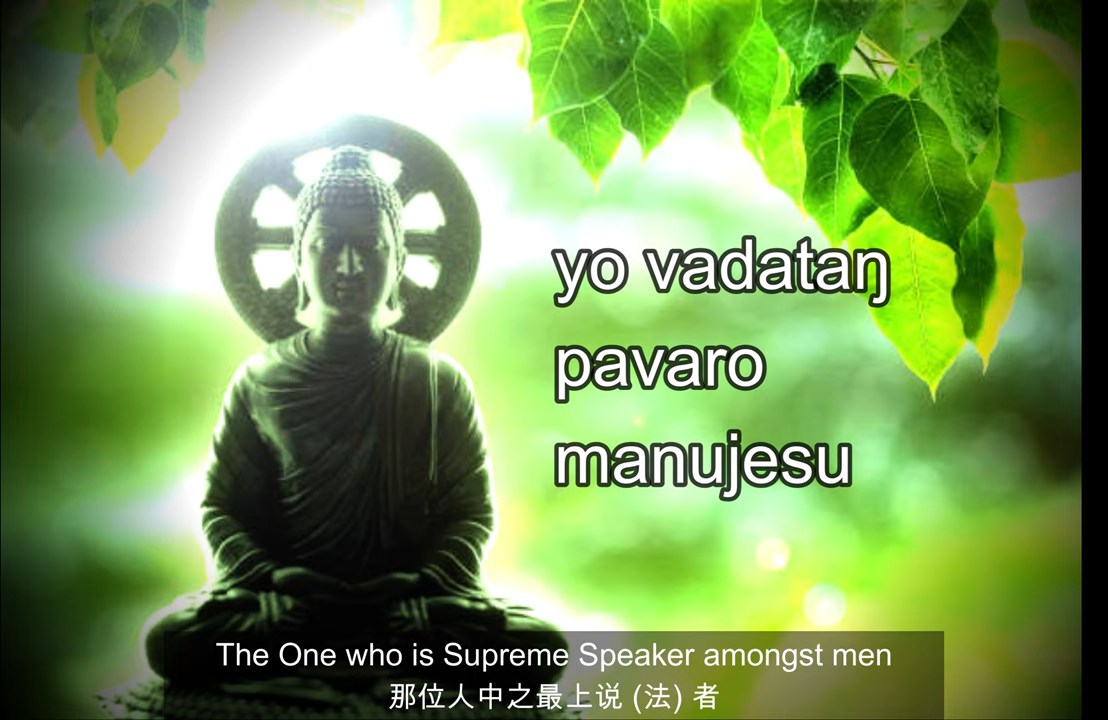 yo vadataŋ
pavaro
manujesu
The One who is Supreme Speaker amongst men
那位人中之最上说 (法) 者